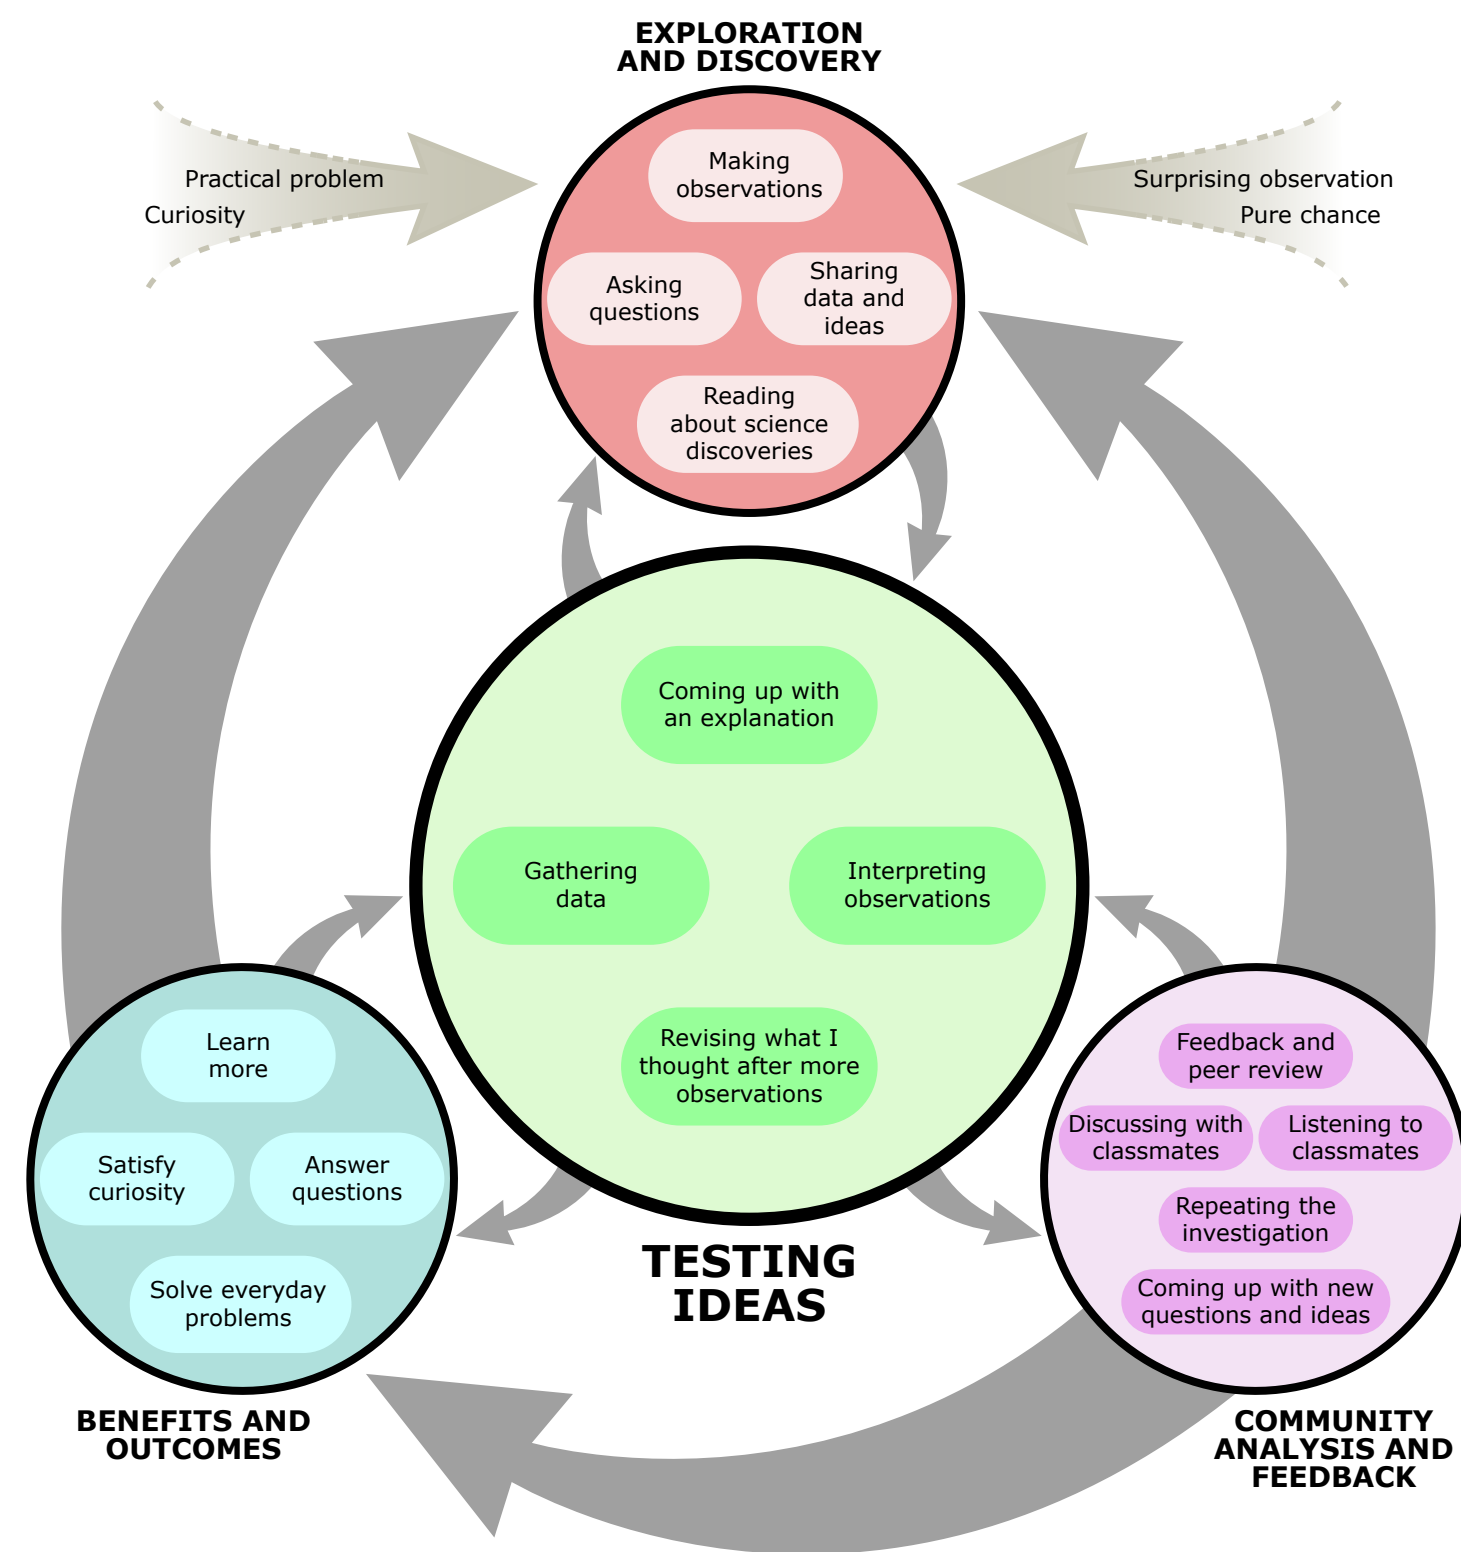 EXPLORATION
AND DISCOVERY
Practical problem
Curiosity
Surprising observation
Pure chance
Making
observations
Asking
questions
Sharing
data and
ideas
Reading
about science
discoveries
Coming up with
an explanation
Gathering
data
Interpreting
observations
Revising what I
thought after more
observations
TESTING
IDEAS
Learn
more
Satisfy
curiosity
Answer
questions
Solve everyday
problems
BENEFITS AND
OUTCOMES
Feedback and
peer review
Discussing with
classmates
Listening to
classmates
Repeating the
investigation
Coming up with new
questions and ideas
COMMUNITY
ANALYSIS AND
FEEDBACK